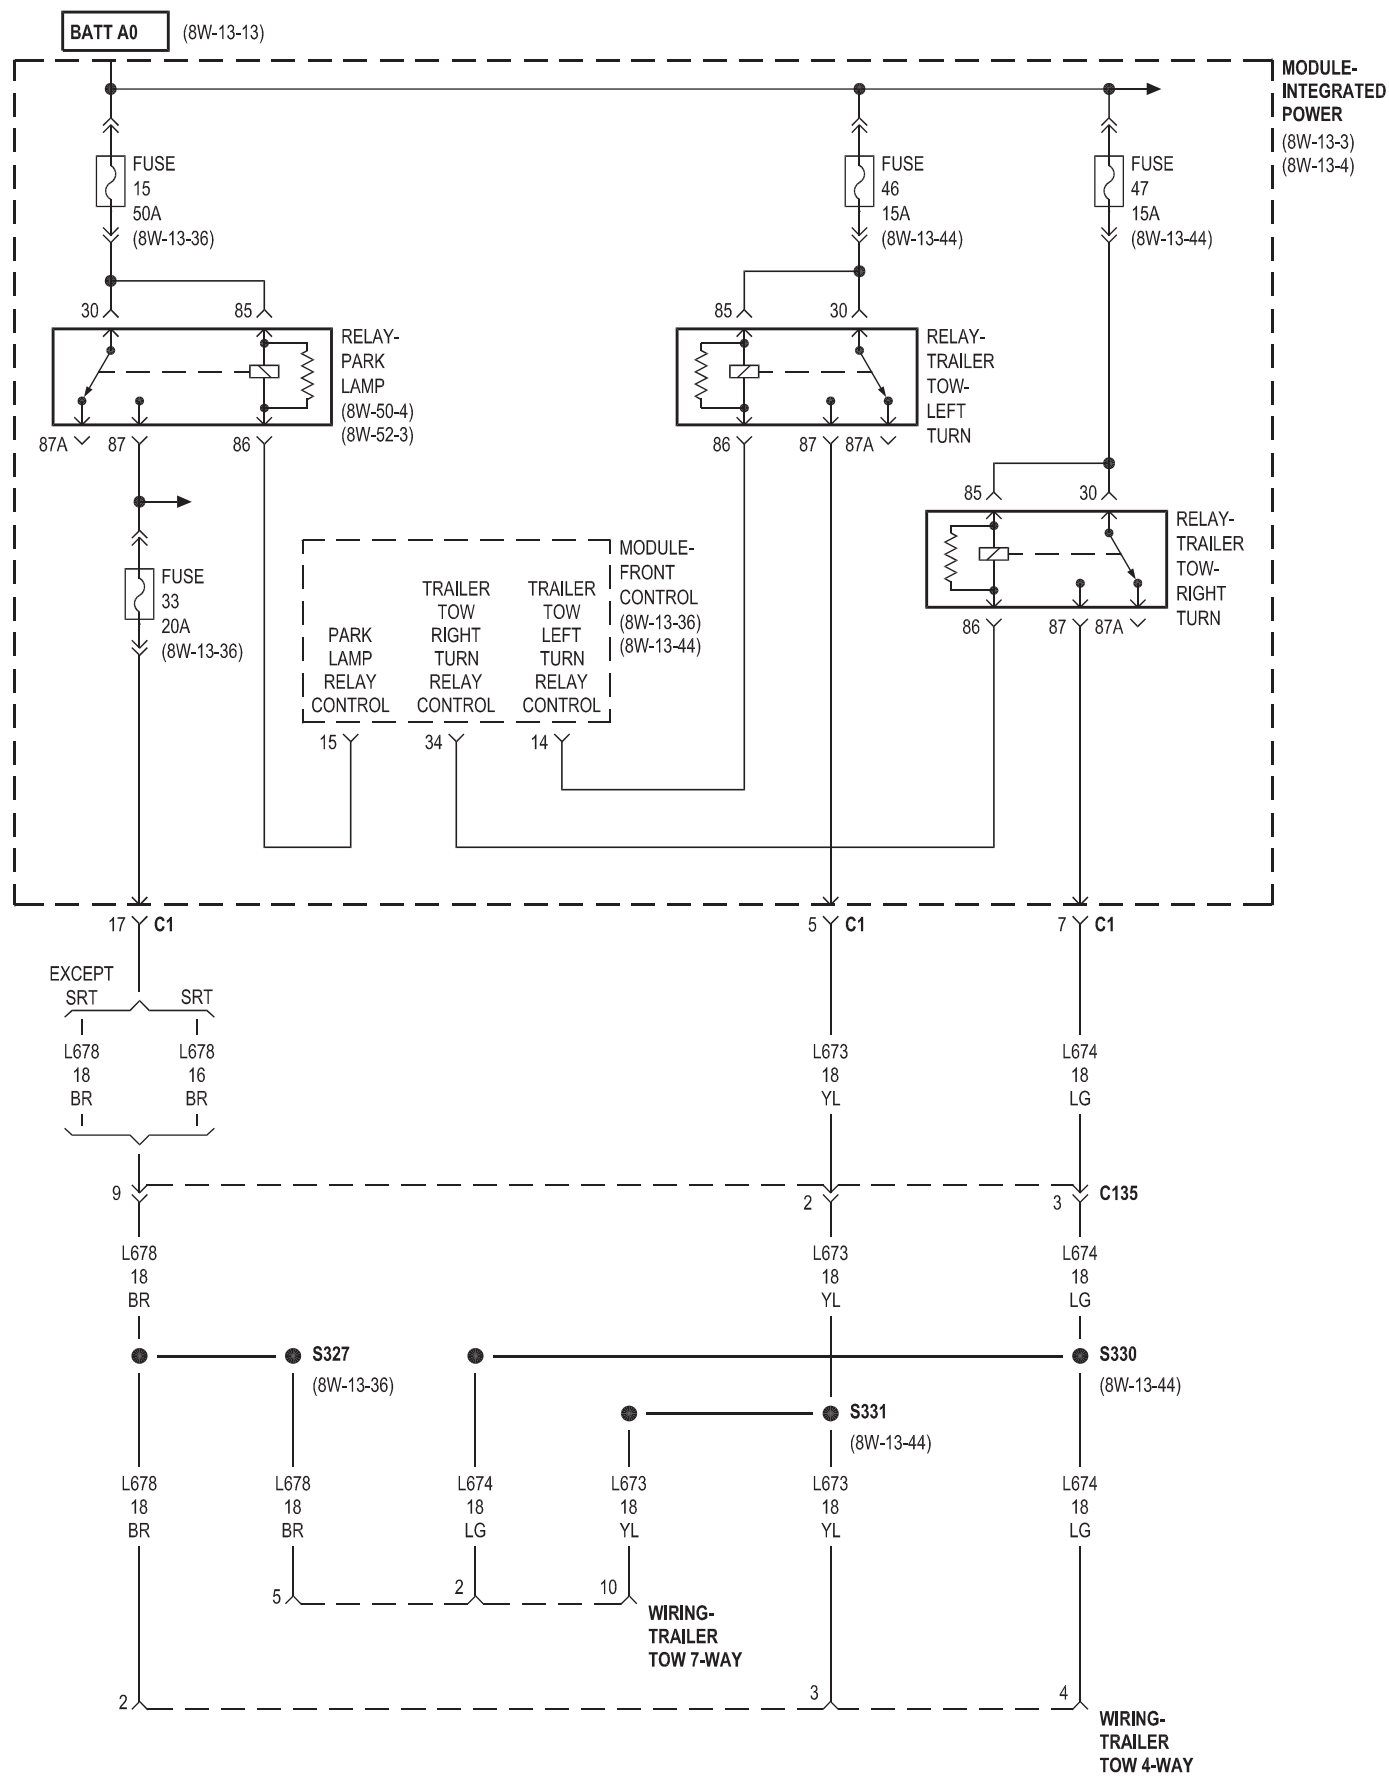 BATT A0 (8W-13-13)
MODULE-
INTEGRATED
POWER
(8W-13-3)
(8W-13-4)
FUSE
15
50A
(8W-13-36)
FUSE
46
15A
(8W-13-44)
FUSE
47
15A
(8W-13-44)
30 85
RELAY-
PARK
LAMP
(8W-50-4)
(8W-52-3)
87A 87 86
85 30
RELAY-
TRAILER
TOW-
LEFT
TURN
86 87 87A
85 30
RELAY-
TRAILER
TOW-
RIGHT
TURN
86 87 87A
FUSE
33
20A
(8W-13-36)
MODULE-
FRONT
CONTROL
(8W-13-36)
(8W-13-44)
PARK
LAMP
RELAY
CONTROL
TRAILER
TOW
RIGHT
TURN
RELAY
CONTROL
TRAILER
TOW
LEFT
TURN
RELAY
CONTROL
15 34 14
17 C1 5 C1 7 C1
EXCEPT
SRT SRT
L678
18
BR
L678
16
BR
L673
18
YL
L674
18
LG
9 2 3 C135
L678
18
BR
L673
18
YL
L674
18
LG
S327
(8W-13-36)
S330
(8W-13-44)
S331
(8W-13-44)
L678
18
BR
L678
18
BR
L674
18
LG
L673
18
YL
L673
18
YL
L674
18
LG
5 2 10
WIRING-
TRAILER
TOW 7-WAY
2 3 4
WIRING-
TRAILER
TOW 4-WAY